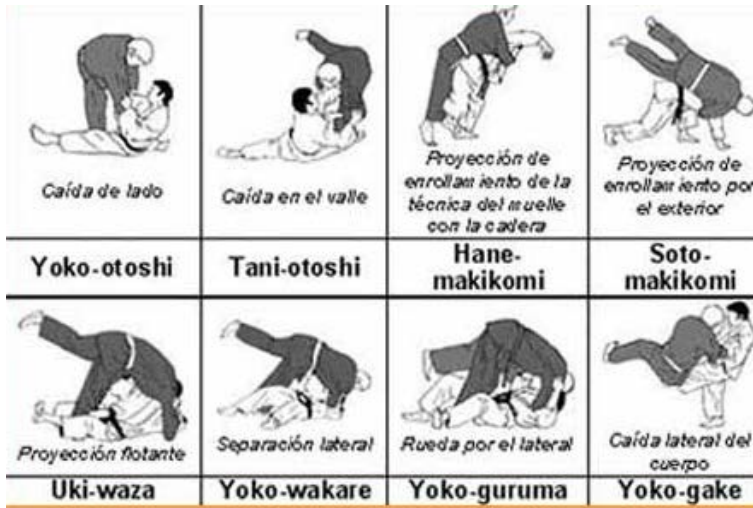 Caída de lado
Caída en el valle
Proyección de
enrollamiento de la
técnica del muelle
con la cadera
Proyección de
enrollamiento por
el exterior
Yoko-otoshi
Tani-otoshi
Hane-
makikomi
Soto-
makikomi
Proyección flotante
Separación lateral
Rueda por el lateral
Caída lateral del
cuerpo
Uki-waza
Yoko-wakare
Yoko-guruma
Yoko-gake